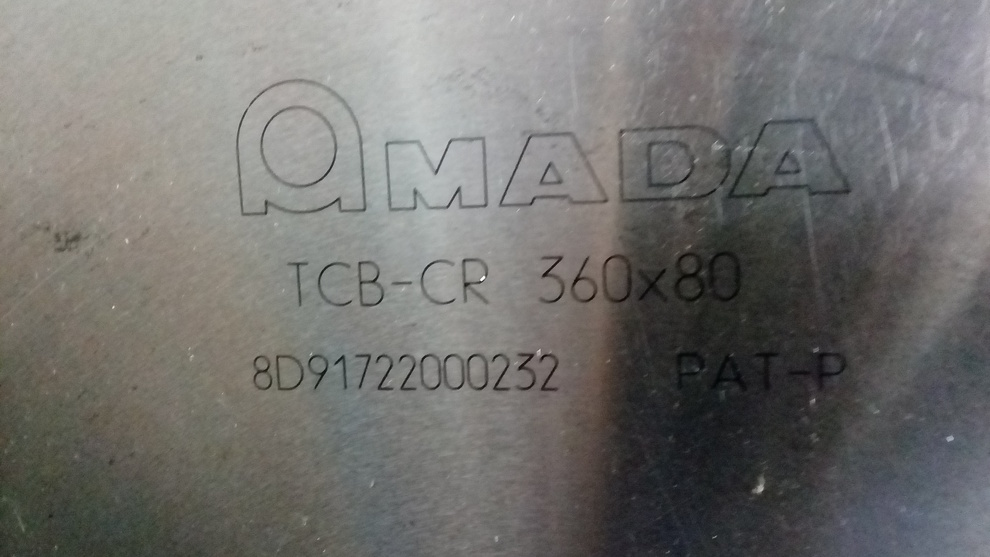 AMADA
TCB-CR 360x80
8D91722000232 PAT-P